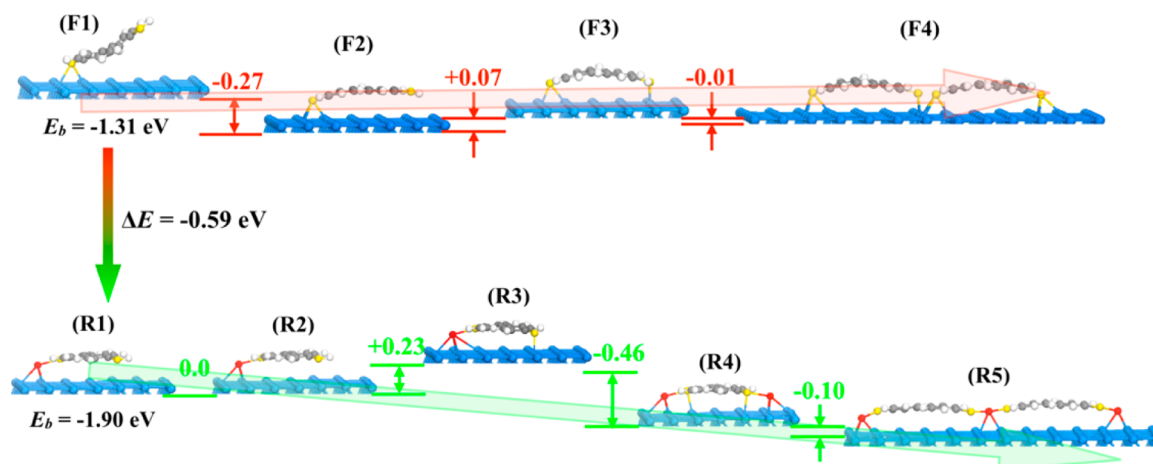 (F1)
(F2)
(F3)
(F4)
-0.27
+0.07
-0.01
E_b = -1.31 eV
ΔE = -0.59 eV
(R1)
(R2)
(R3)
(R4)
(R5)
0.0
+0.23
-0.46
-0.10
E_b = -1.90 eV